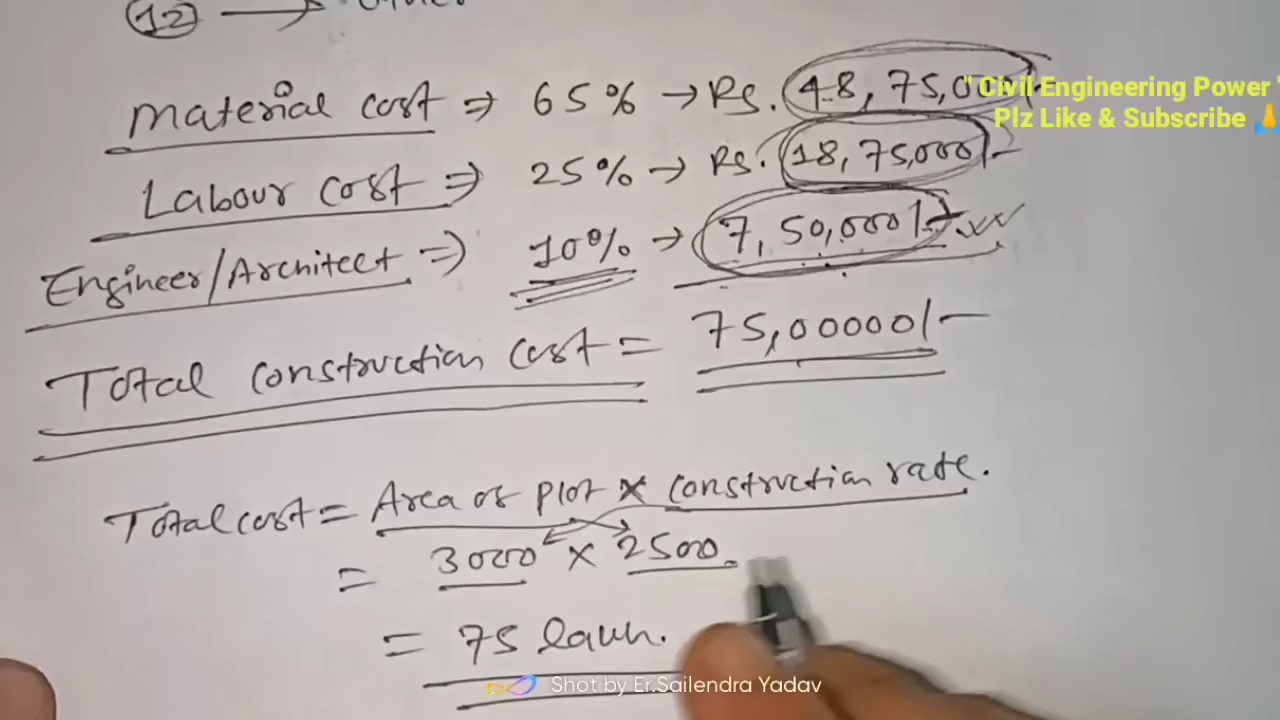 12 →
Material cost ⇒ 65% → Rs. 48,75,000/-
" Civil Engineering Power "
Plz Like & Subscribe 🙏
Labour cost ⇒ 25% → Rs. 18,75,000/-
Engineer/Architect ⇒ 10% → 7,50,000/-
Total construction cost = 75,00000/-
Total cost = Area of plot × construction rate.
= 3000 × 2500.
= 75 lakh.
Shot by Er.Sailendra Yadav